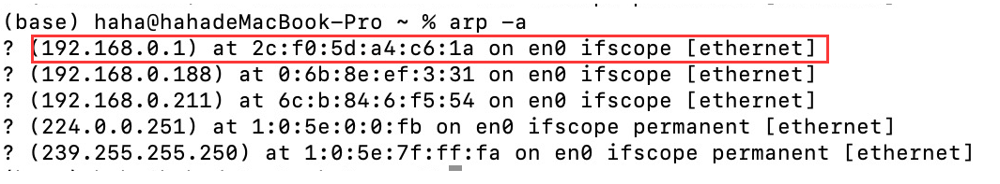 (base) haha@hahadeMacBook-Pro ~ % arp -a
? (192.168.0.1) at 2c:f0:5d:a4:c6:1a on en0 ifscope [ethernet]
? (192.168.0.188) at 0:6b:8e:ef:3:31 on en0 ifscope [ethernet]
? (192.168.0.211) at 6c:b:84:6:f5:54 on en0 ifscope [ethernet]
? (224.0.0.251) at 1:0:5e:0:0:fb on en0 ifscope permanent [ethernet]
? (239.255.255.250) at 1:0:5e:7f:ff:fa on en0 ifscope permanent [ethernet]